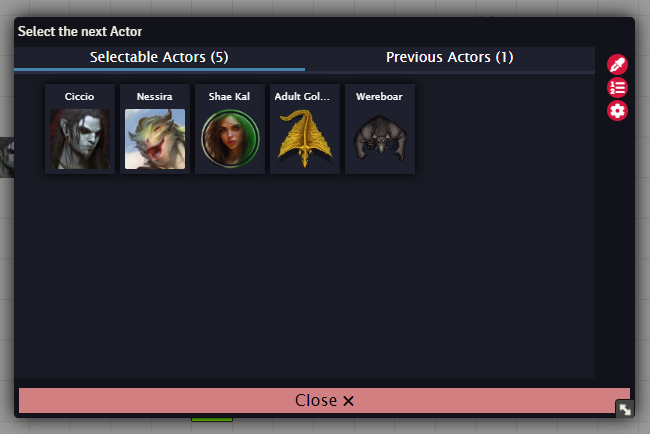 Select the next Actor
Selectable Actors (5)
Previous Actors (1)
Ciccio
Nessira
Shae Kal
Adult Gol...
Wereboar
Close ×